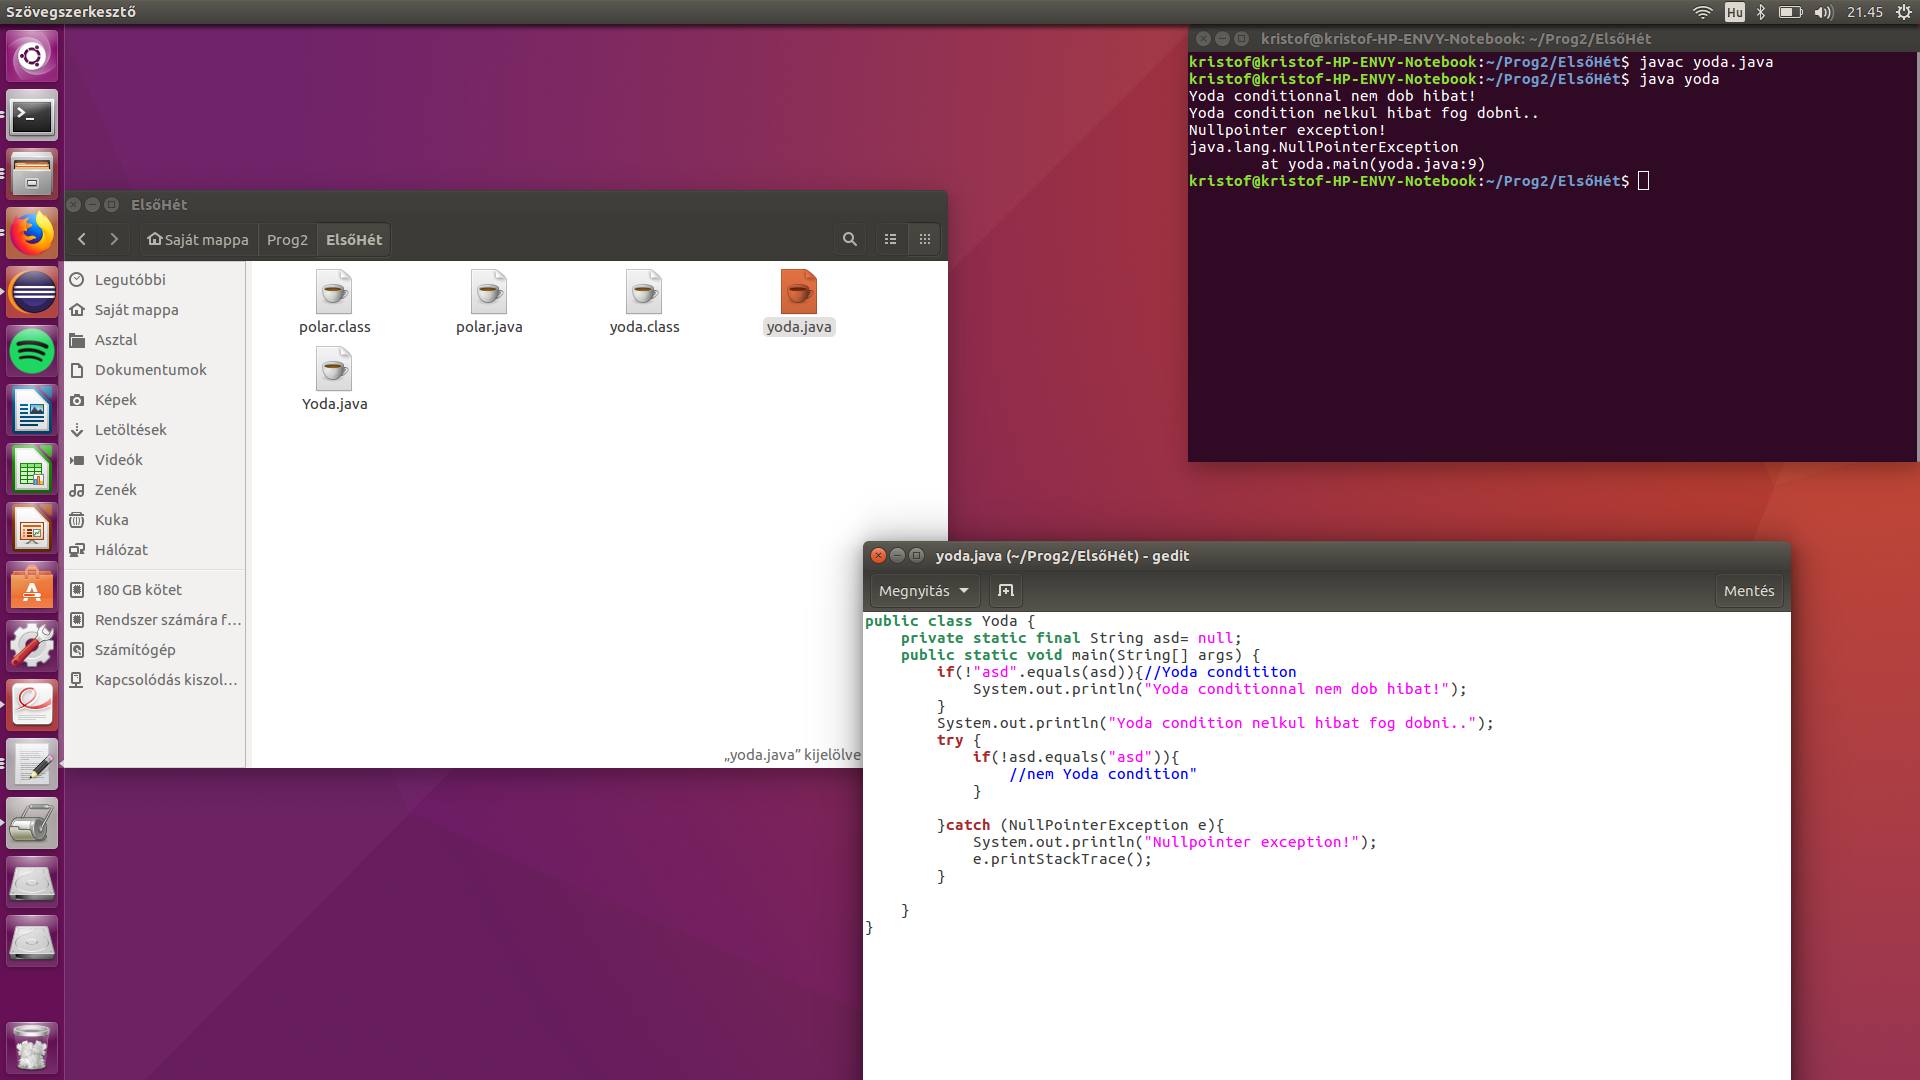 Szövegszerkesztő
Hu
21.45
kristof@kristof-HP-ENVY-Notebook: ~/Prog2/ElsőHét
kristof@kristof-HP-ENVY-Notebook:~/Prog2/ElsőHét$ javac yoda.java
kristof@kristof-HP-ENVY-Notebook:~/Prog2/ElsőHét$ java yoda
Yoda conditionnal nem dob hibat!
Yoda condition nelkul hibat fog dobni..
Nullpointer exception!
java.lang.NullPointerException
at yoda.main(yoda.java:9)
kristof@kristof-HP-ENVY-Notebook:~/Prog2/ElsőHét$
ElsőHét
Saját mappa
Prog2
ElsőHét
Legutóbbi
Saját mappa
Asztal
Dokumentumok
Képek
Letöltések
Videók
Zenék
Kuka
Hálózat
180 GB kötet
Rendszer számára f…
Számítógép
Kapcsolódás kiszol…
polar.class
polar.java
yoda.class
yoda.java
Yoda.java
„yoda.java” kijelölve
yoda.java (~/Prog2/ElsőHét) - gedit
Megnyitás
Mentés
public class Yoda {
private static final String asd= null;
public static void main(String[] args) {
if(!"asd".equals(asd)){//Yoda condititon
System.out.println("Yoda conditionnal nem dob hibat!");
}
System.out.println("Yoda condition nelkul hibat fog dobni..");
try {
if(!asd.equals("asd")){
//nem Yoda condition"
}
}catch (NullPointerException e){
System.out.println("Nullpointer exception!");
e.printStackTrace();
}
}
}